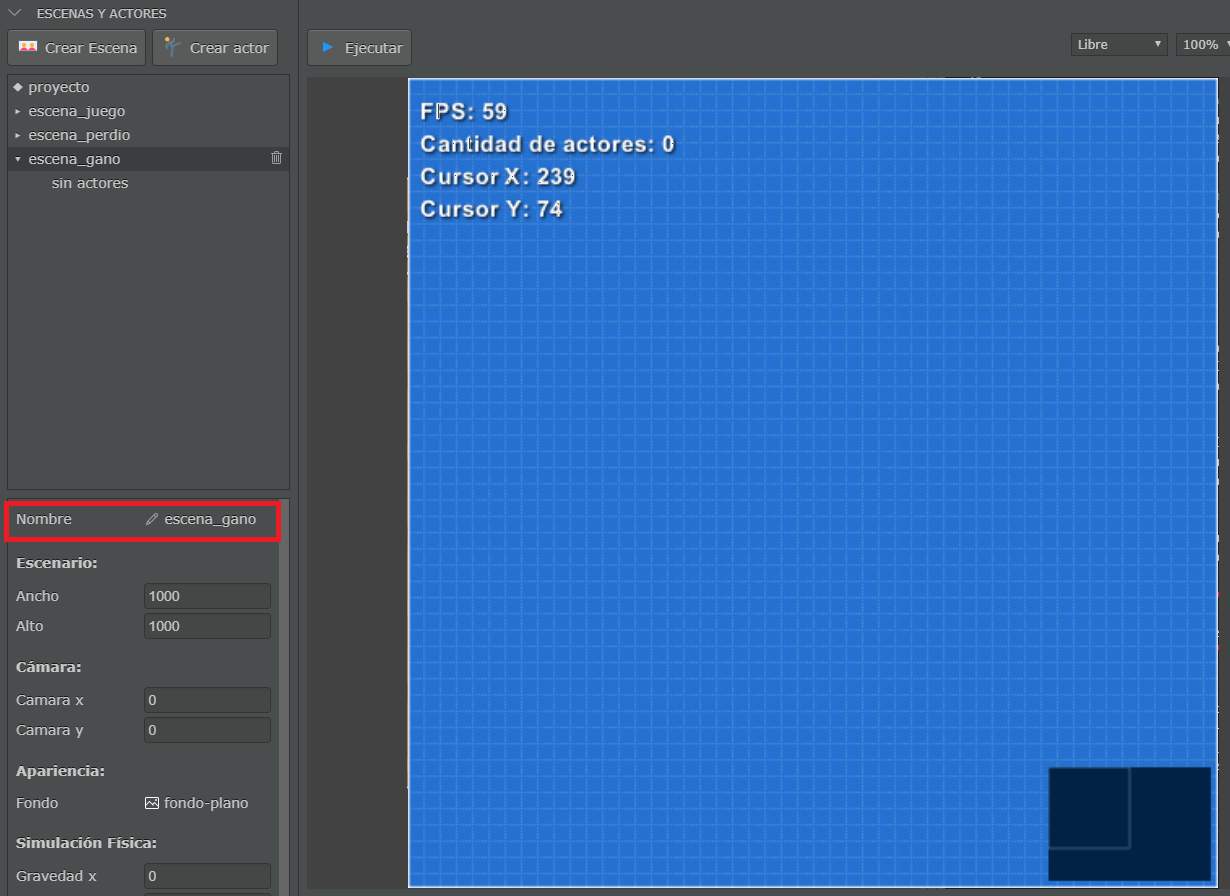 ESCENAS Y ACTORES
Crear Escena
Crear actor
proyecto
escena_juego
escena_perdio
escena_gano
sin actores
Nombre escena_gano
Escenario:
Ancho 1000
Alto 1000
Cámara:
Camara x 0
Camara y 0
Apariencia:
Fondo fondo-plano
Simulación Física:
Gravedad x 0
Ejecutar
Libre
100%
FPS: 59
Cantidad de actores: 0
Cursor X: 239
Cursor Y: 74